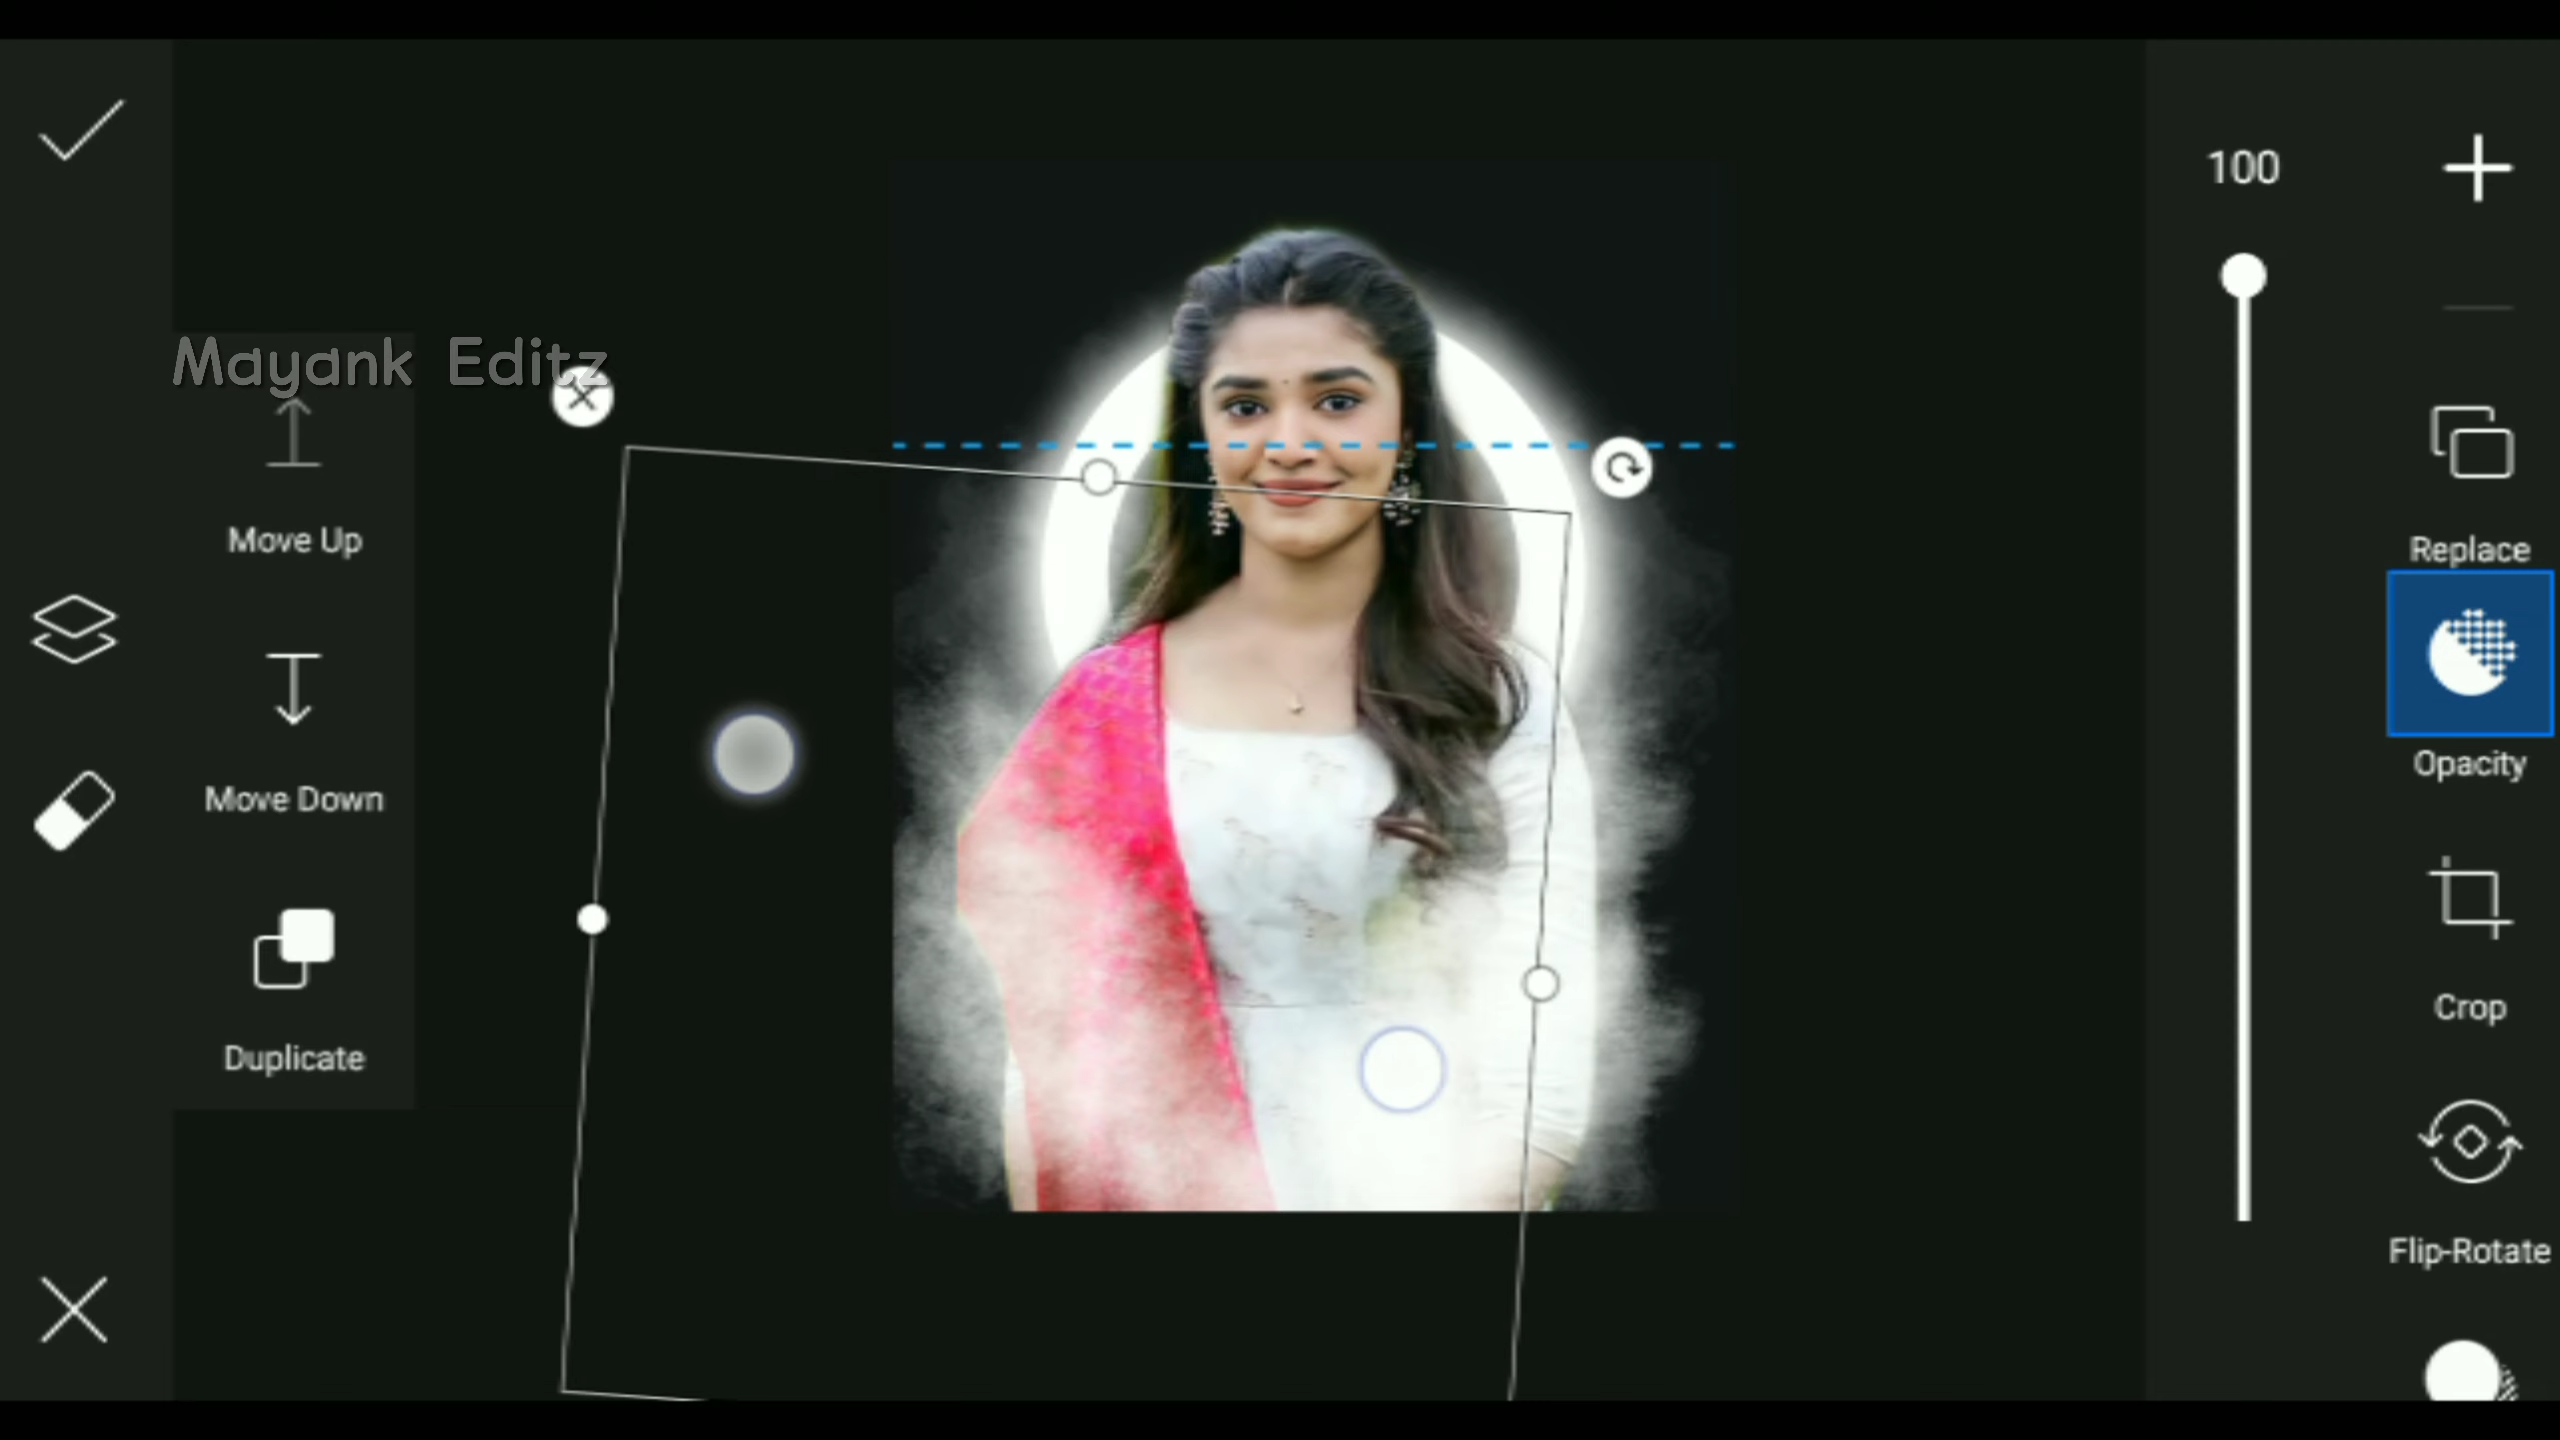 100
Mayank Editz
Move Up
Replace
Opacity
Move Down
Crop
Duplicate
Flip-Rotate